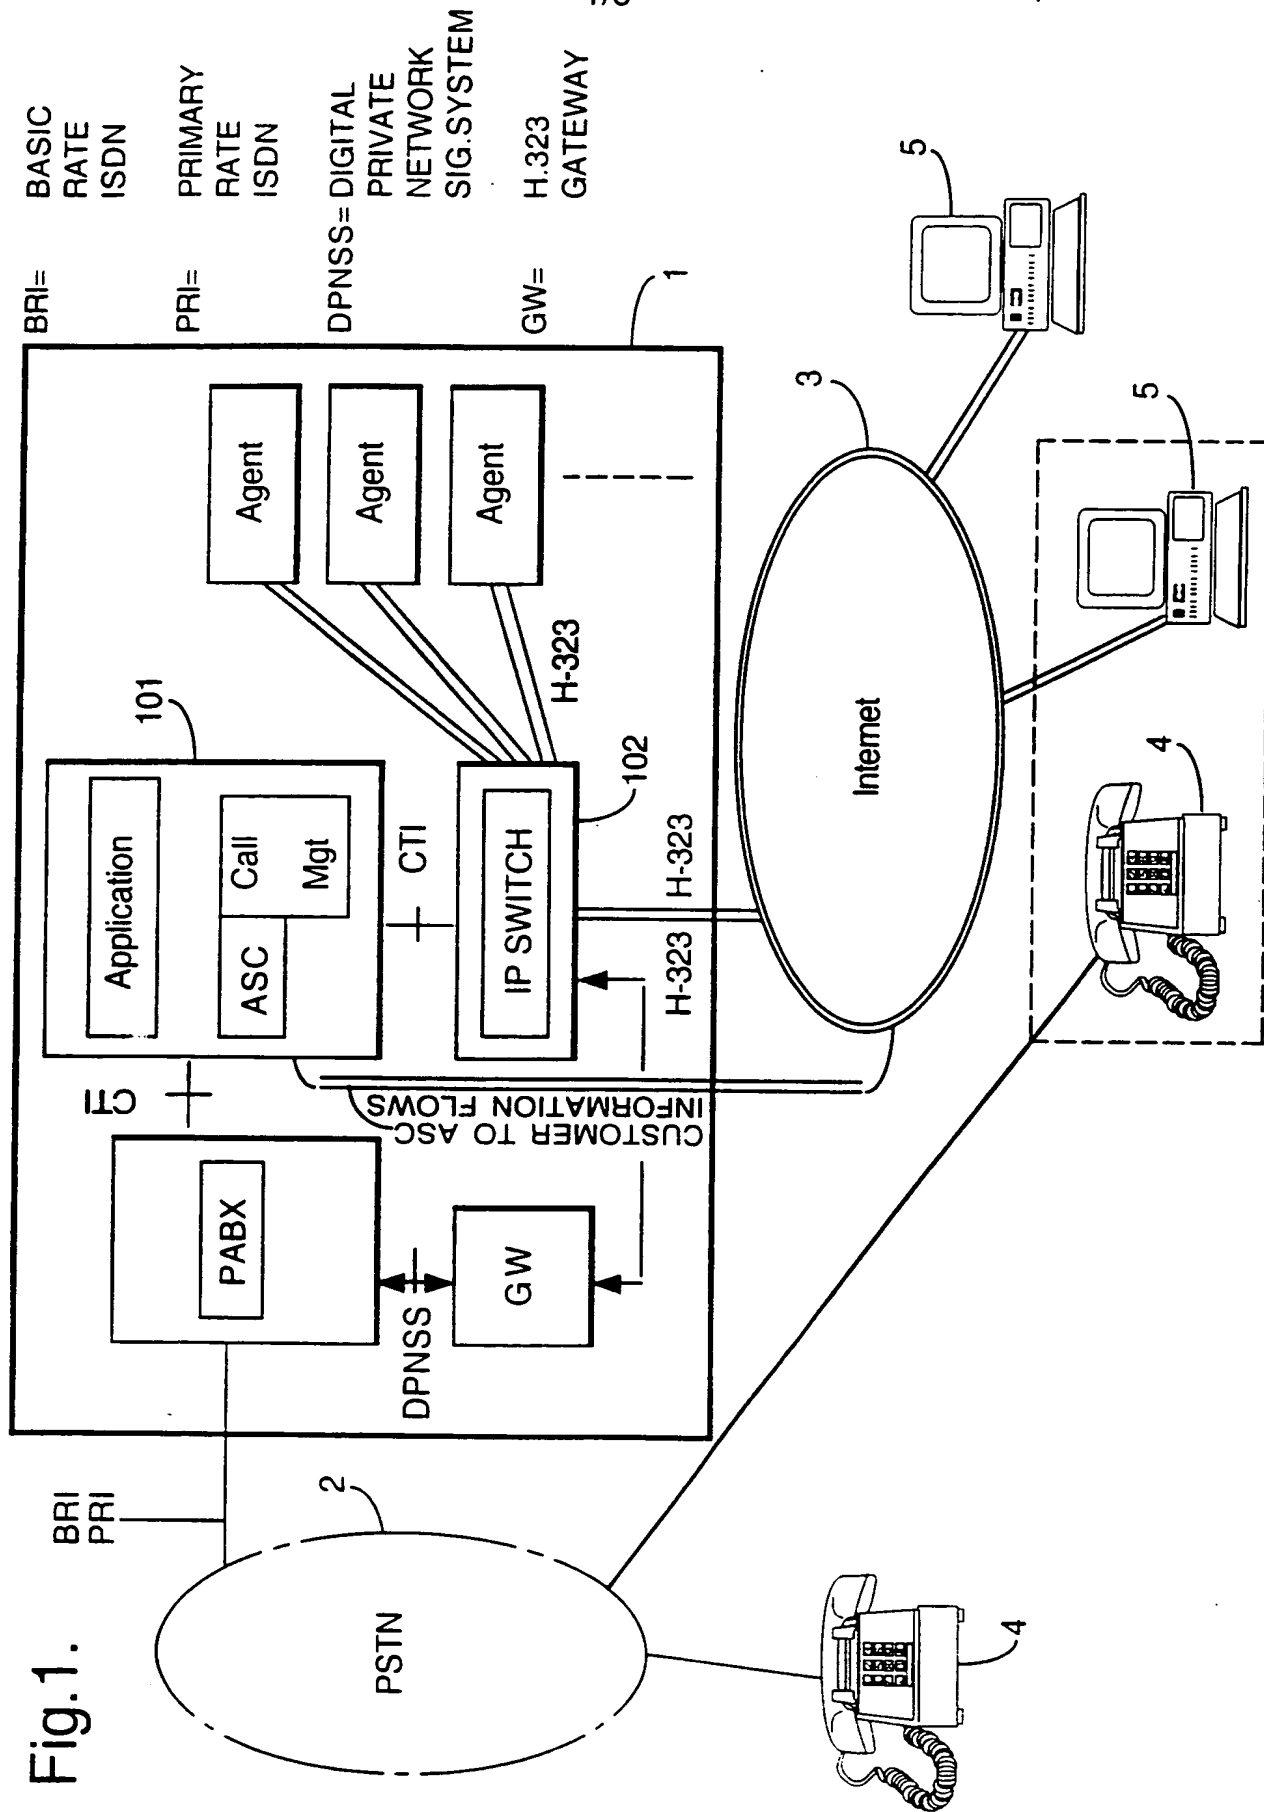 Fig.1.
BRI= BASIC
RATE
ISDN
PRI= PRIMARY
RATE
ISDN
DPNSS= DIGITAL
PRIVATE
NETWORK
SIG.SYSTEM
GW= H.323
GATEWAY
BRI
PRI
PSTN
2
PABX
CTI
DPNSS
GW
Application
ASC
Call
Mgt
101
CTI
IP SWITCH
102
CUSTOMER TO ASC
INFORMATION FLOWS
H-323
H-323
H-323
Agent
Agent
Agent
1
Internet
3
4
4
5
5